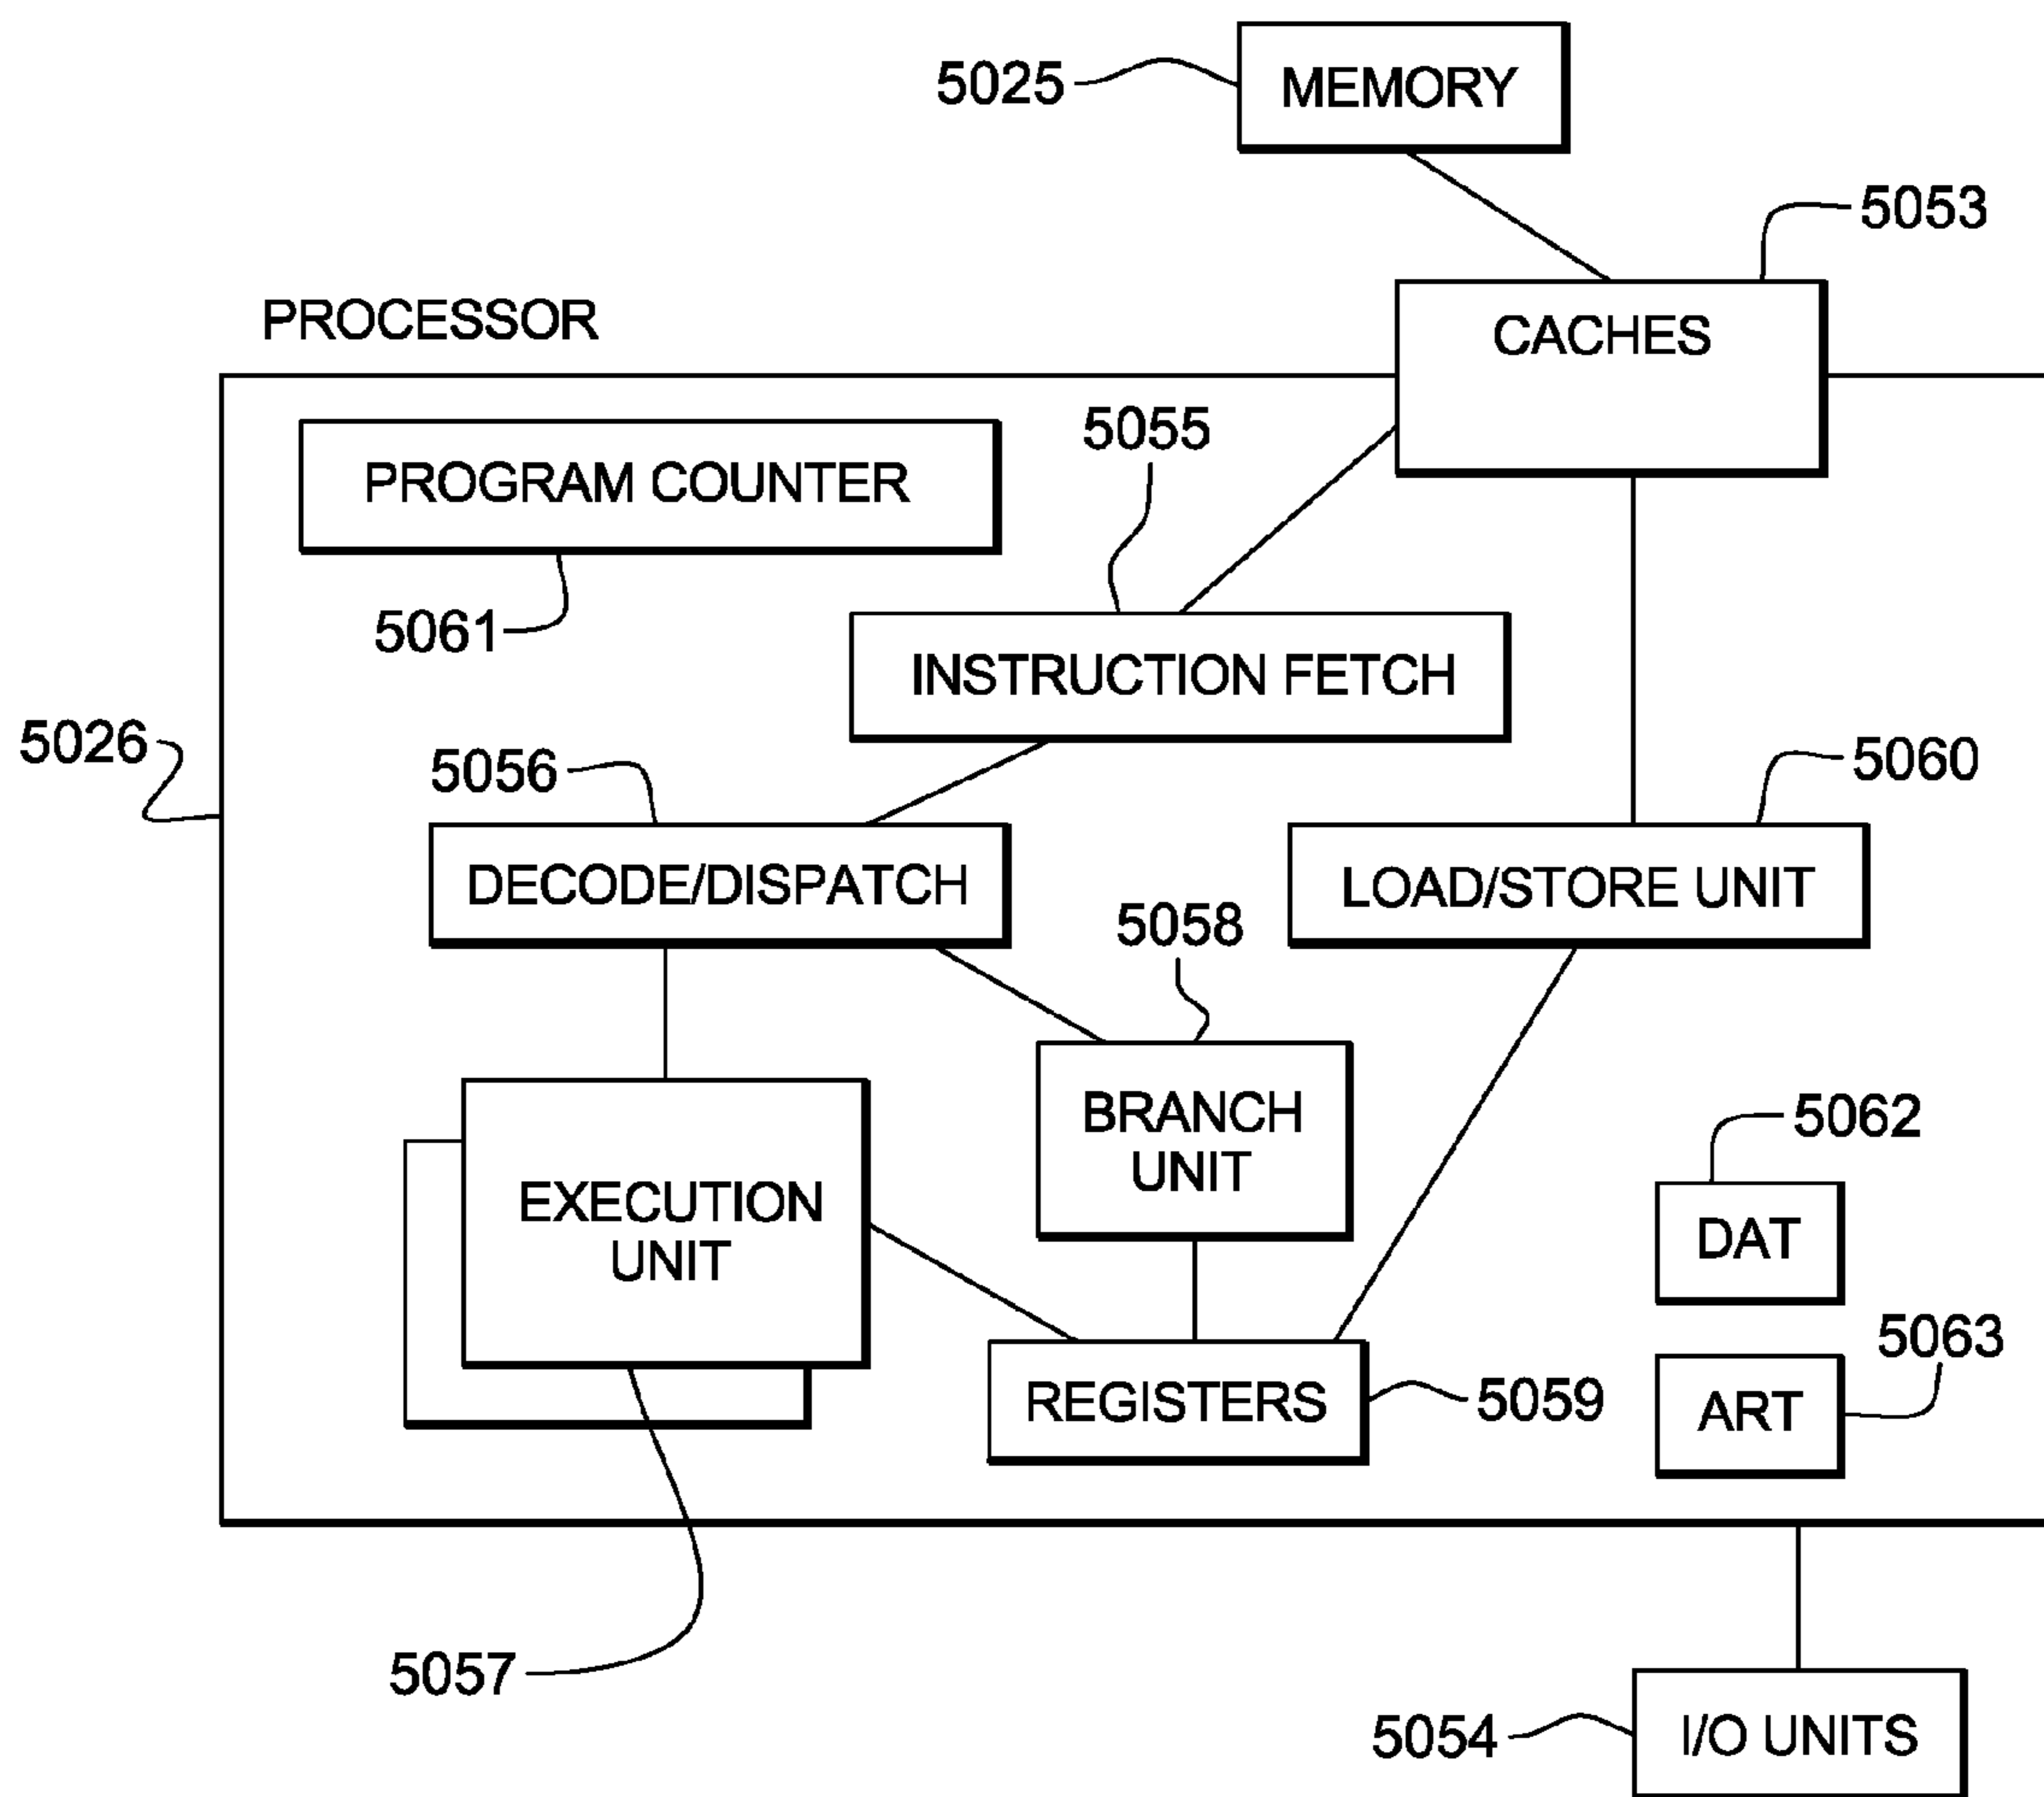 5025
MEMORY
5053
PROCESSOR
CACHES
5055
PROGRAM COUNTER
5061
INSTRUCTION FETCH
5026
5056
5060
DECODE/DISPATCH
LOAD/STORE UNIT
5058
BRANCH
UNIT
5062
EXECUTION
UNIT
DAT
5063
REGISTERS
5059
ART
5057
5054
I/O UNITS